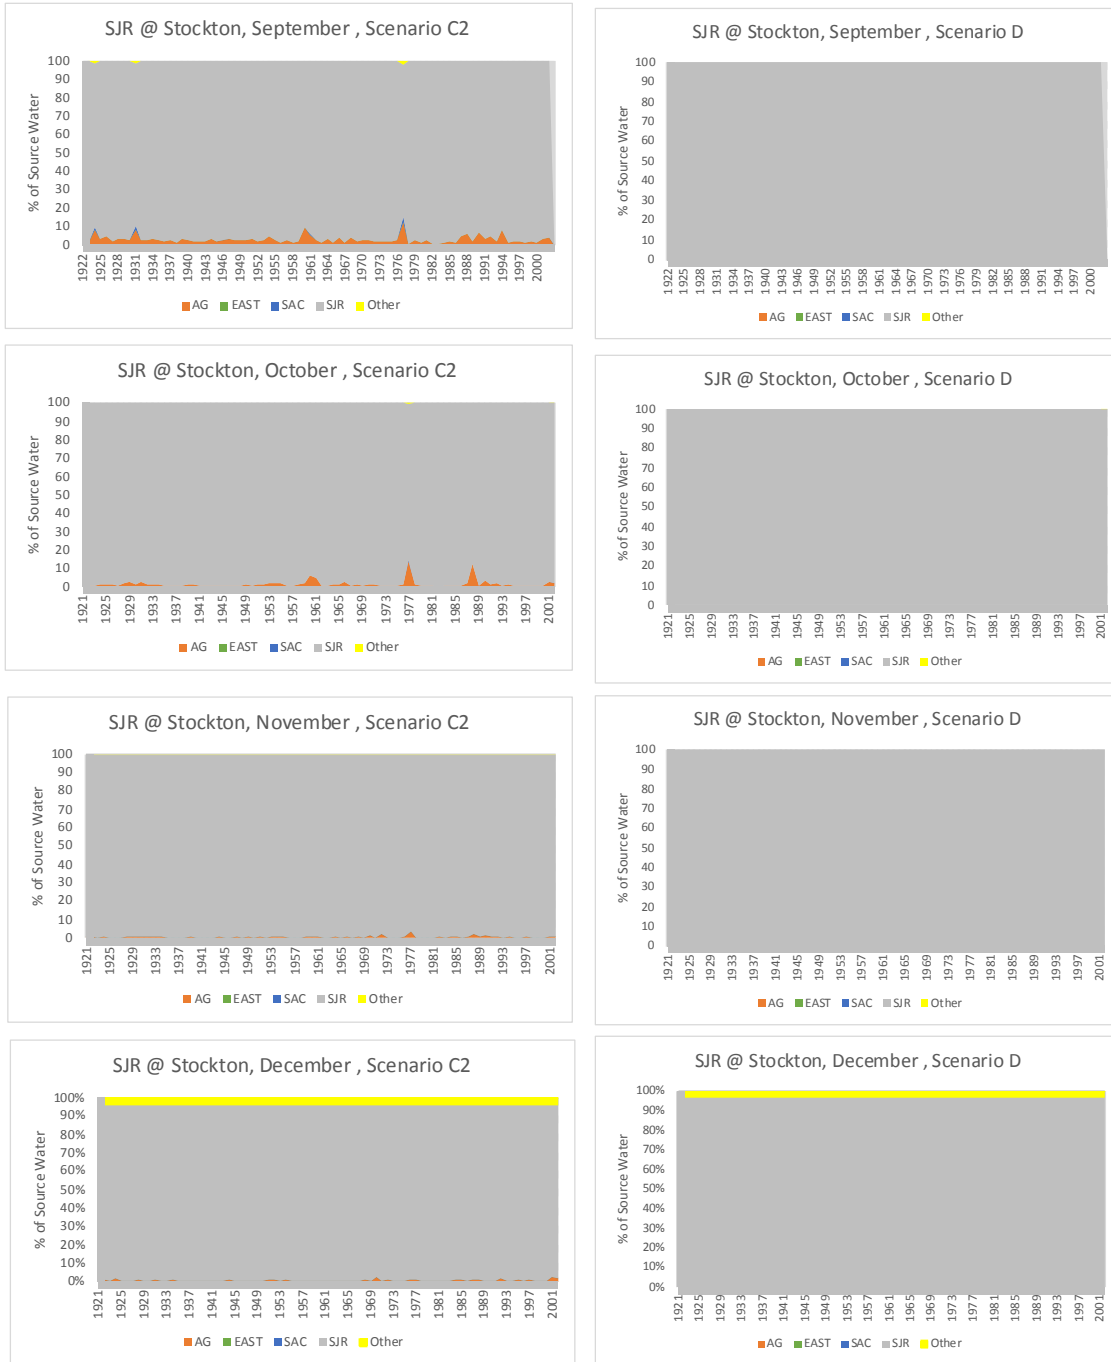 SJR @ Stockton, September , Scenario C2
% of Source Water
100
90
80
70
60
50
40
30
20
10
0
1922 1925 1928 1931 1934 1937 1940 1943 1946 1949 1952 1955 1958 1961 1964 1967 1970 1973 1976 1979 1982 1985 1988 1991 1994 1997 2000
AG EAST SAC SJR Other
SJR @ Stockton, September , Scenario D
% of Source Water
100
90
80
70
60
50
40
30
20
10
0
1922 1925 1928 1931 1934 1937 1940 1943 1946 1949 1952 1955 1958 1961 1964 1967 1970 1973 1976 1979 1982 1985 1988 1991 1994 1997 2000
AG EAST SAC SJR Other
SJR @ Stockton, October , Scenario C2
% of Source Water
100
90
80
70
60
50
40
30
20
10
0
1921 1925 1929 1933 1937 1941 1945 1949 1953 1957 1961 1965 1969 1973 1977 1981 1985 1989 1993 1997 2001
AG EAST SAC SJR Other
SJR @ Stockton, October , Scenario D
% of Source Water
100
90
80
70
60
50
40
30
20
10
0
1921 1925 1929 1933 1937 1941 1945 1949 1953 1957 1961 1965 1969 1973 1977 1981 1985 1989 1993 1997 2001
AG EAST SAC SJR Other
SJR @ Stockton, November , Scenario C2
% of Source Water
100
90
80
70
60
50
40
30
20
10
0
1921 1925 1929 1933 1937 1941 1945 1949 1953 1957 1961 1965 1969 1973 1977 1981 1985 1989 1993 1997 2001
AG EAST SAC SJR Other
SJR @ Stockton, November , Scenario D
% of Source Water
100
90
80
70
60
50
40
30
20
10
0
1921 1925 1929 1933 1937 1941 1945 1949 1953 1957 1961 1965 1969 1973 1977 1981 1985 1989 1993 1997 2001
AG EAST SAC SJR Other
SJR @ Stockton, December , Scenario C2
% of Source Water
100%
90%
80%
70%
60%
50%
40%
30%
20%
10%
0%
1921 1925 1929 1933 1937 1941 1945 1949 1953 1957 1961 1965 1969 1973 1977 1981 1985 1989 1993 1997 2001
AG EAST SAC SJR Other
SJR @ Stockton, December , Scenario D
% of Source Water
100%
90%
80%
70%
60%
50%
40%
30%
20%
10%
0%
1921 1925 1929 1933 1937 1941 1945 1949 1953 1957 1961 1965 1969 1973 1977 1981 1985 1989 1993 1997 2001
AG EAST SAC SJR Other